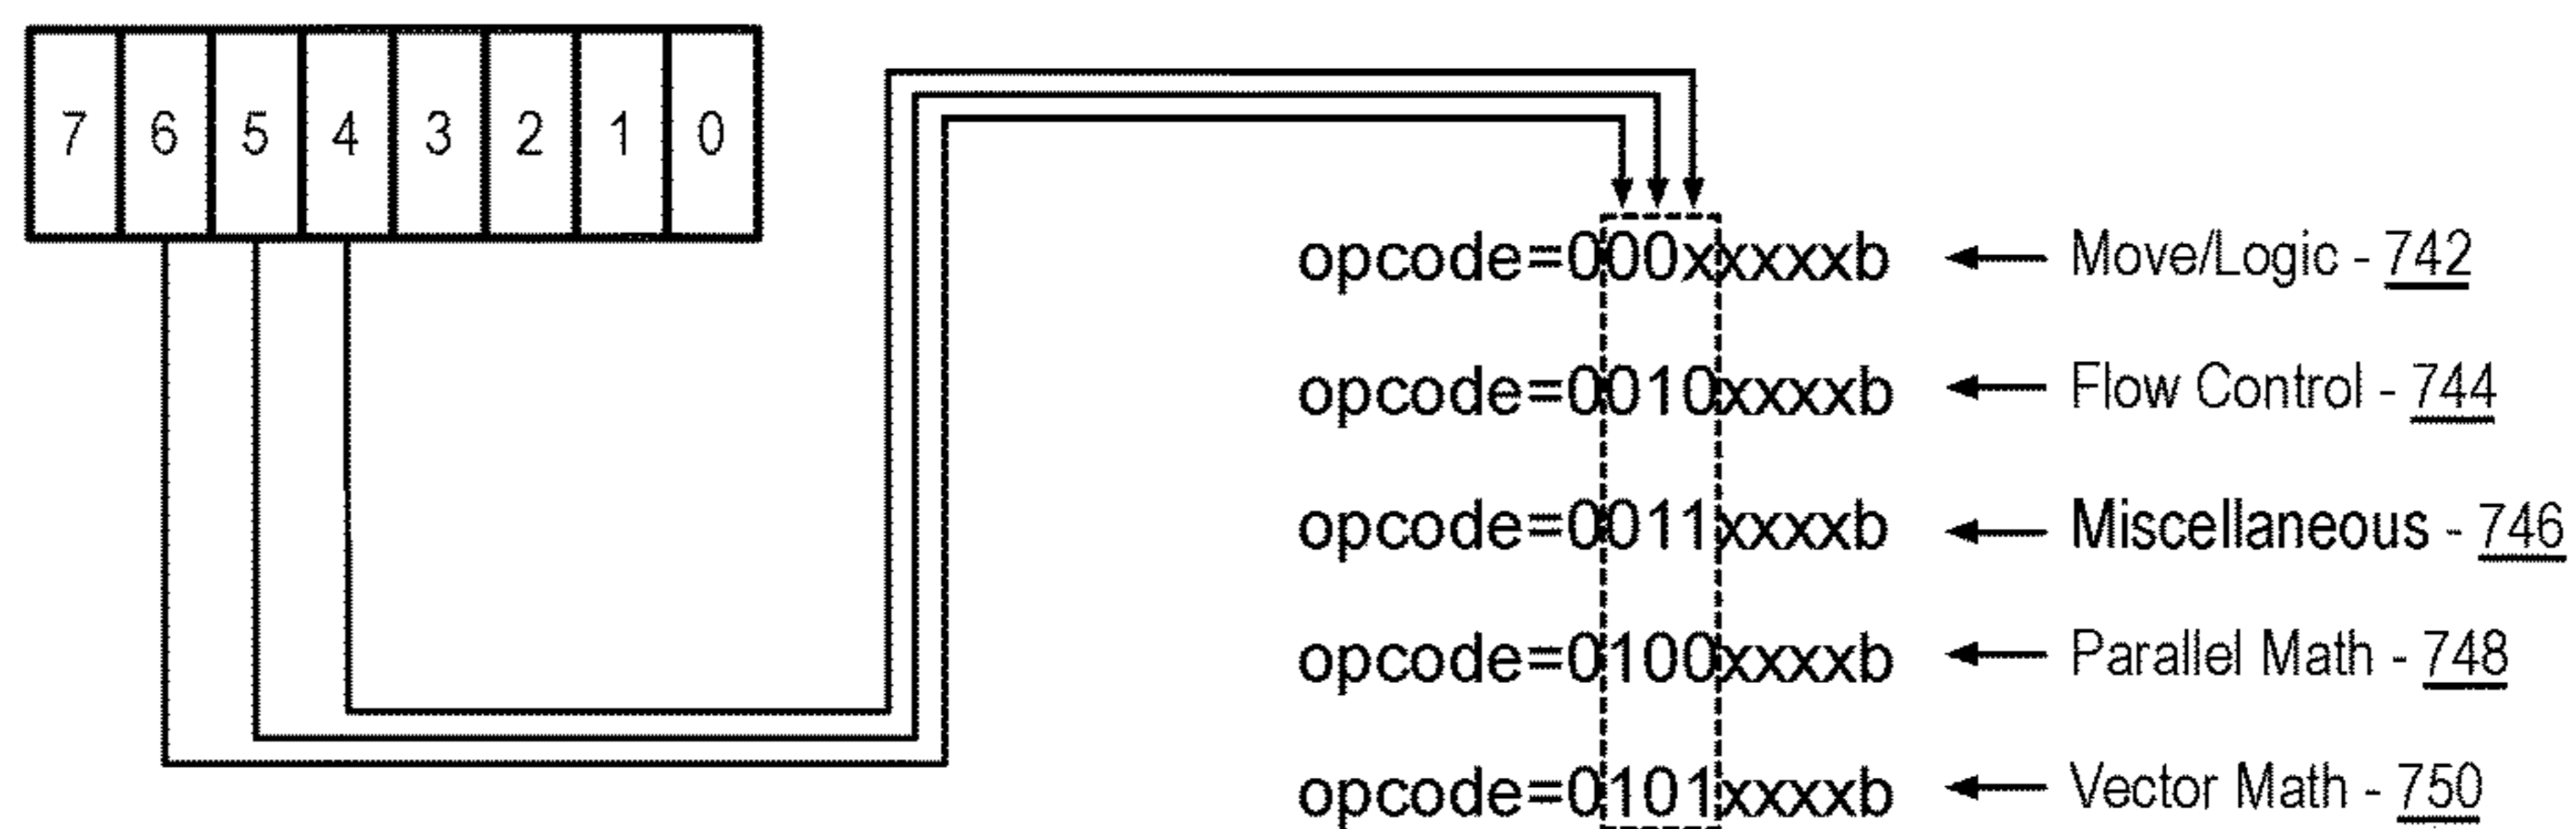 7 6 5 4 3 2 1 0
opcode=000xxxxxb ← Move/Logic - 742
opcode=0010xxxxb ← Flow Control - 744
opcode=0011xxxxb ← Miscellaneous - 746
opcode=0100xxxxb ← Parallel Math - 748
opcode=0101xxxxb ← Vector Math - 750